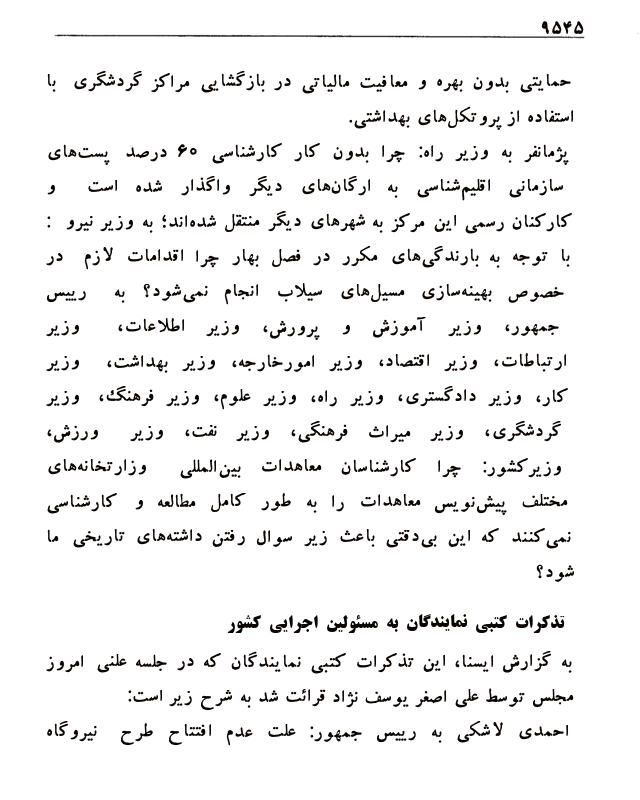 ۹۵۴۵
حمایتی بدون بهره و معافیت مالیاتی در بازگشایی مراکز گردشگری با
استفاده از پروتکل‌های بهداشتی.
پژمانفر به وزیر راه: چرا بدون کار کارشناسی ۶۰ درصد پست‌های
سازمانی اقلیم‌شناسی به ارگان‌های دیگر واگذار شده است و
کارکنان رسمی این مرکز به شهرهای دیگر منتقل شده‌اند؛ به وزیر نیرو :
با توجه به بارندگی‌های مکرر در فصل بهار چرا اقدامات لازم در
خصوص بهینه‌سازی مسیل‌های سیلاب انجام نمی‌شود؟ به رییس
جمهور، وزیر آموزش و پرورش، وزیر اطلاعات، وزیر
ارتباطات، وزیر اقتصاد، وزیر امورخارجه، وزیر بهداشت، وزیر
کار، وزیر دادگستری، وزیر راه، وزیر علوم، وزیر فرهنگ، وزیر
گردشگری، وزیر میراث فرهنگی، وزیر نفت، وزیر ورزش،
وزیرکشور: چرا کارشناسان معاهدات بین‌المللی وزارتخانه‌های
مختلف پیش‌نویس معاهدات را به طور کامل مطالعه و کارشناسی
نمی‌کنند که این بی‌دقتی باعث زیر سوال رفتن داشته‌های تاریخی ما
شود؟
تذکرات کتبی نمایندگان به مسئولین اجرایی کشور
به گزارش ایسنا، این تذکرات کتبی نمایندگان که در جلسه علنی امروز
مجلس توسط علی اصغر یوسف نژاد قرائت شد به شرح زیر است:
احمدی لاشکی به رییس جمهور: علت عدم افتتاح طرح نیروگاه